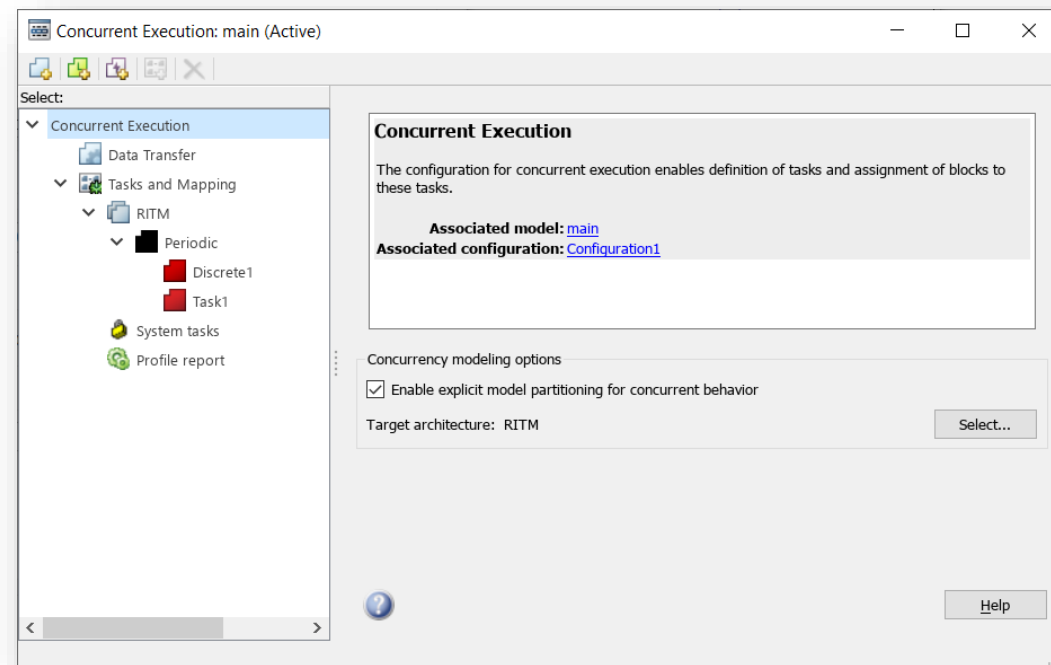 Concurrent Execution: main (Active)
Select:
Concurrent Execution
Data Transfer
Tasks and Mapping
RITM
Periodic
Discrete1
Task1
System tasks
Profile report
Concurrent Execution
The configuration for concurrent execution enables definition of tasks and assignment of blocks to
these tasks.
Associated model: main
Associated configuration: Configuration1
Concurrency modeling options
Enable explicit model partitioning for concurrent behavior
Target architecture: RITM
Select...
Help